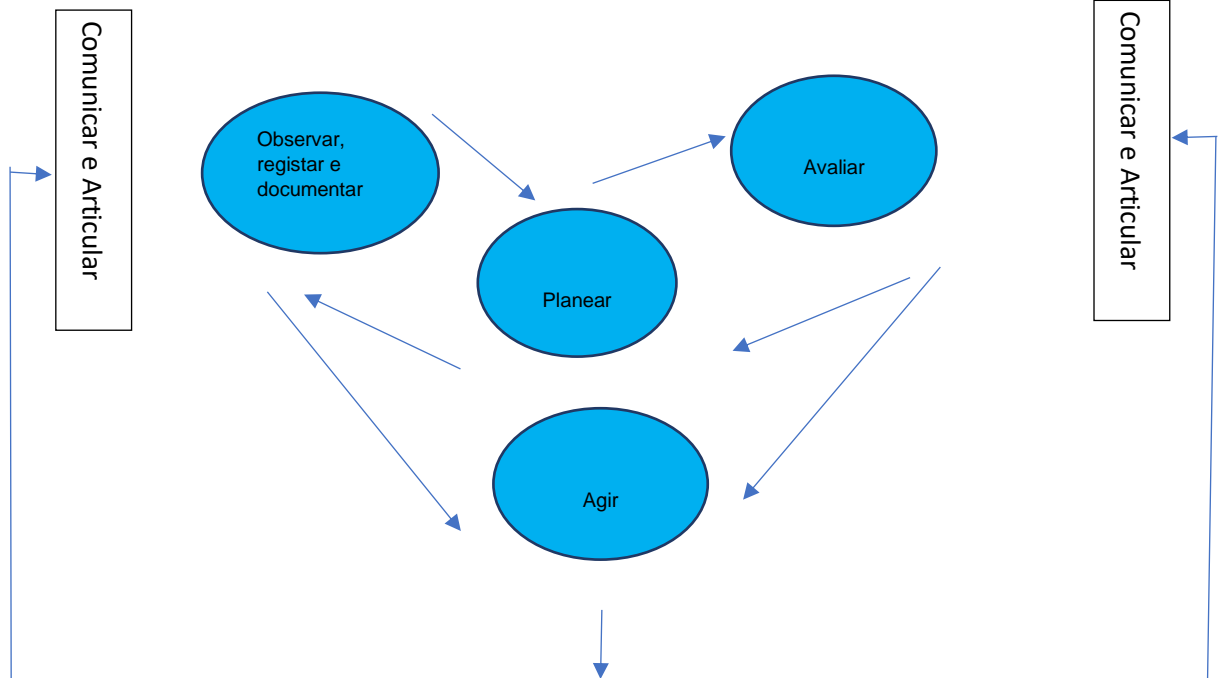 Comunicar e Articular
Observar,
registar e
documentar
Planear
Avaliar
Agir
Comunicar e Articular